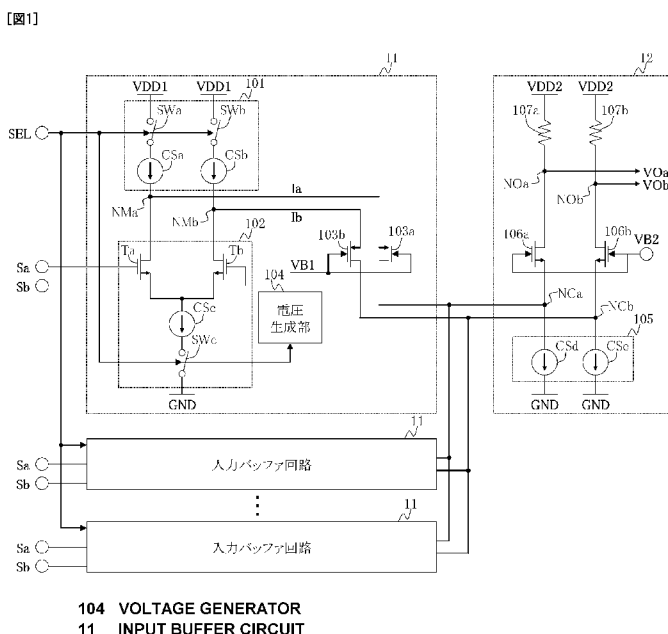 [図1]
11
12
VDD1 VDD1
101
VDD2 VDD2
SWa
SWb
107a
107b
SEL
CSa
CSb
NOa
VOa
VOb
NOb
NMa
Ia
NMb
Ib
102
103b
103a
106a
106b
VB2
Ta
Tb
Sa
VB1
104
Sb
電圧
生成部
NCa
NCb
CSc
105
SWc
CSd
CSe
GND
GND
GND
11
Sa
入力バッファ回路
Sb
11
Sa
入力バッファ回路
Sb
104 VOLTAGE GENERATOR
11 INPUT BUFFER CIRCUIT